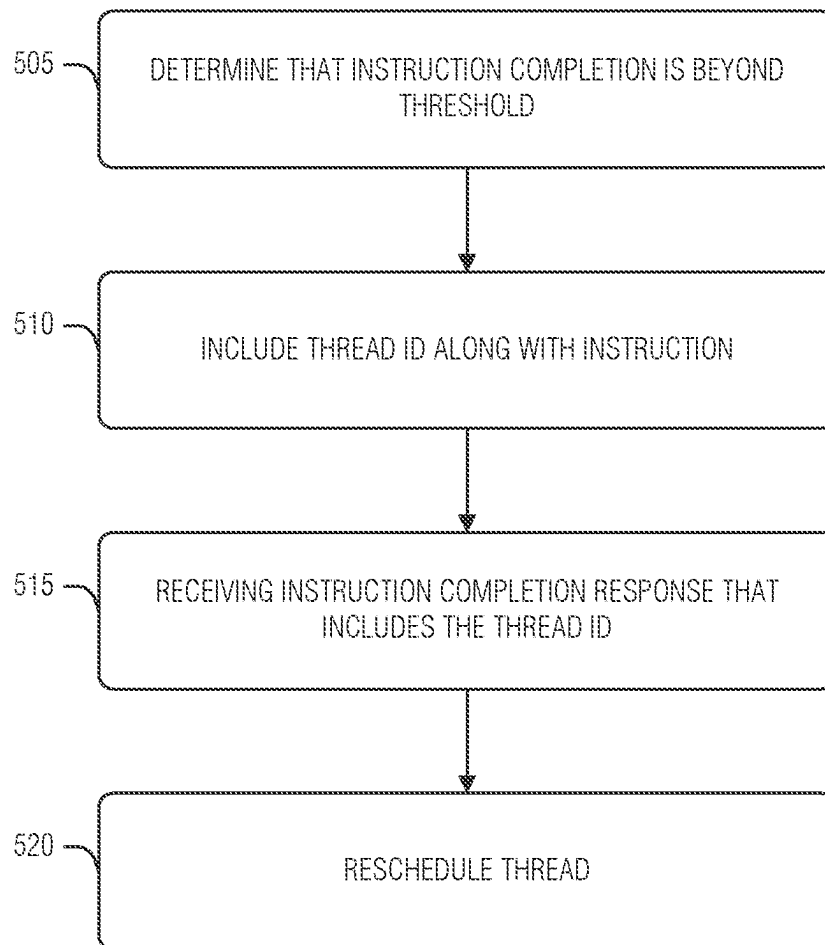 505
DETERMINE THAT INSTRUCTION COMPLETION IS BEYOND
THRESHOLD
510
INCLUDE THREAD ID ALONG WITH INSTRUCTION
515
RECEIVING INSTRUCTION COMPLETION RESPONSE THAT
INCLUDES THE THREAD ID
520
RESCHEDULE THREAD